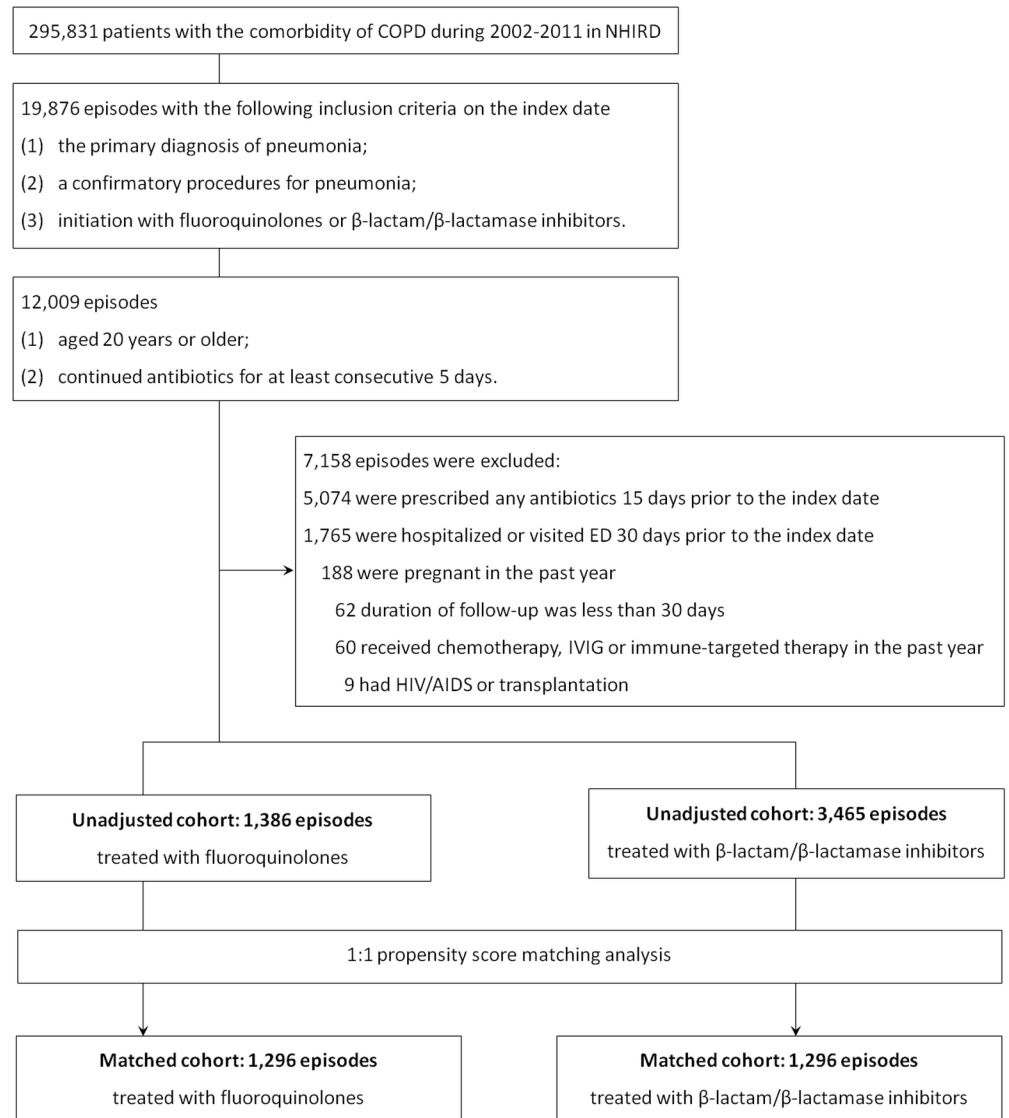 295,831 patients with the comorbidity of COPD during 2002-2011 in NHIRD
19,876 episodes with the following inclusion criteria on the index date
(1) the primary diagnosis of pneumonia;
(2) a confirmatory procedures for pneumonia;
(3) initiation with fluoroquinolones or β-lactam/β-lactamase inhibitors.
12,009 episodes
(1) aged 20 years or older;
(2) continued antibiotics for at least consecutive 5 days.
7,158 episodes were excluded:
5,074 were prescribed any antibiotics 15 days prior to the index date
1,765 were hospitalized or visited ED 30 days prior to the index date
188 were pregnant in the past year
62 duration of follow-up was less than 30 days
60 received chemotherapy, IVIG or immune-targeted therapy in the past year
9 had HIV/AIDS or transplantation
Unadjusted cohort: 1,386 episodes
treated with fluoroquinolones
Unadjusted cohort: 3,465 episodes
treated with β-lactam/β-lactamase inhibitors
1:1 propensity score matching analysis
Matched cohort: 1,296 episodes
treated with fluoroquinolones
Matched cohort: 1,296 episodes
treated with β-lactam/β-lactamase inhibitors